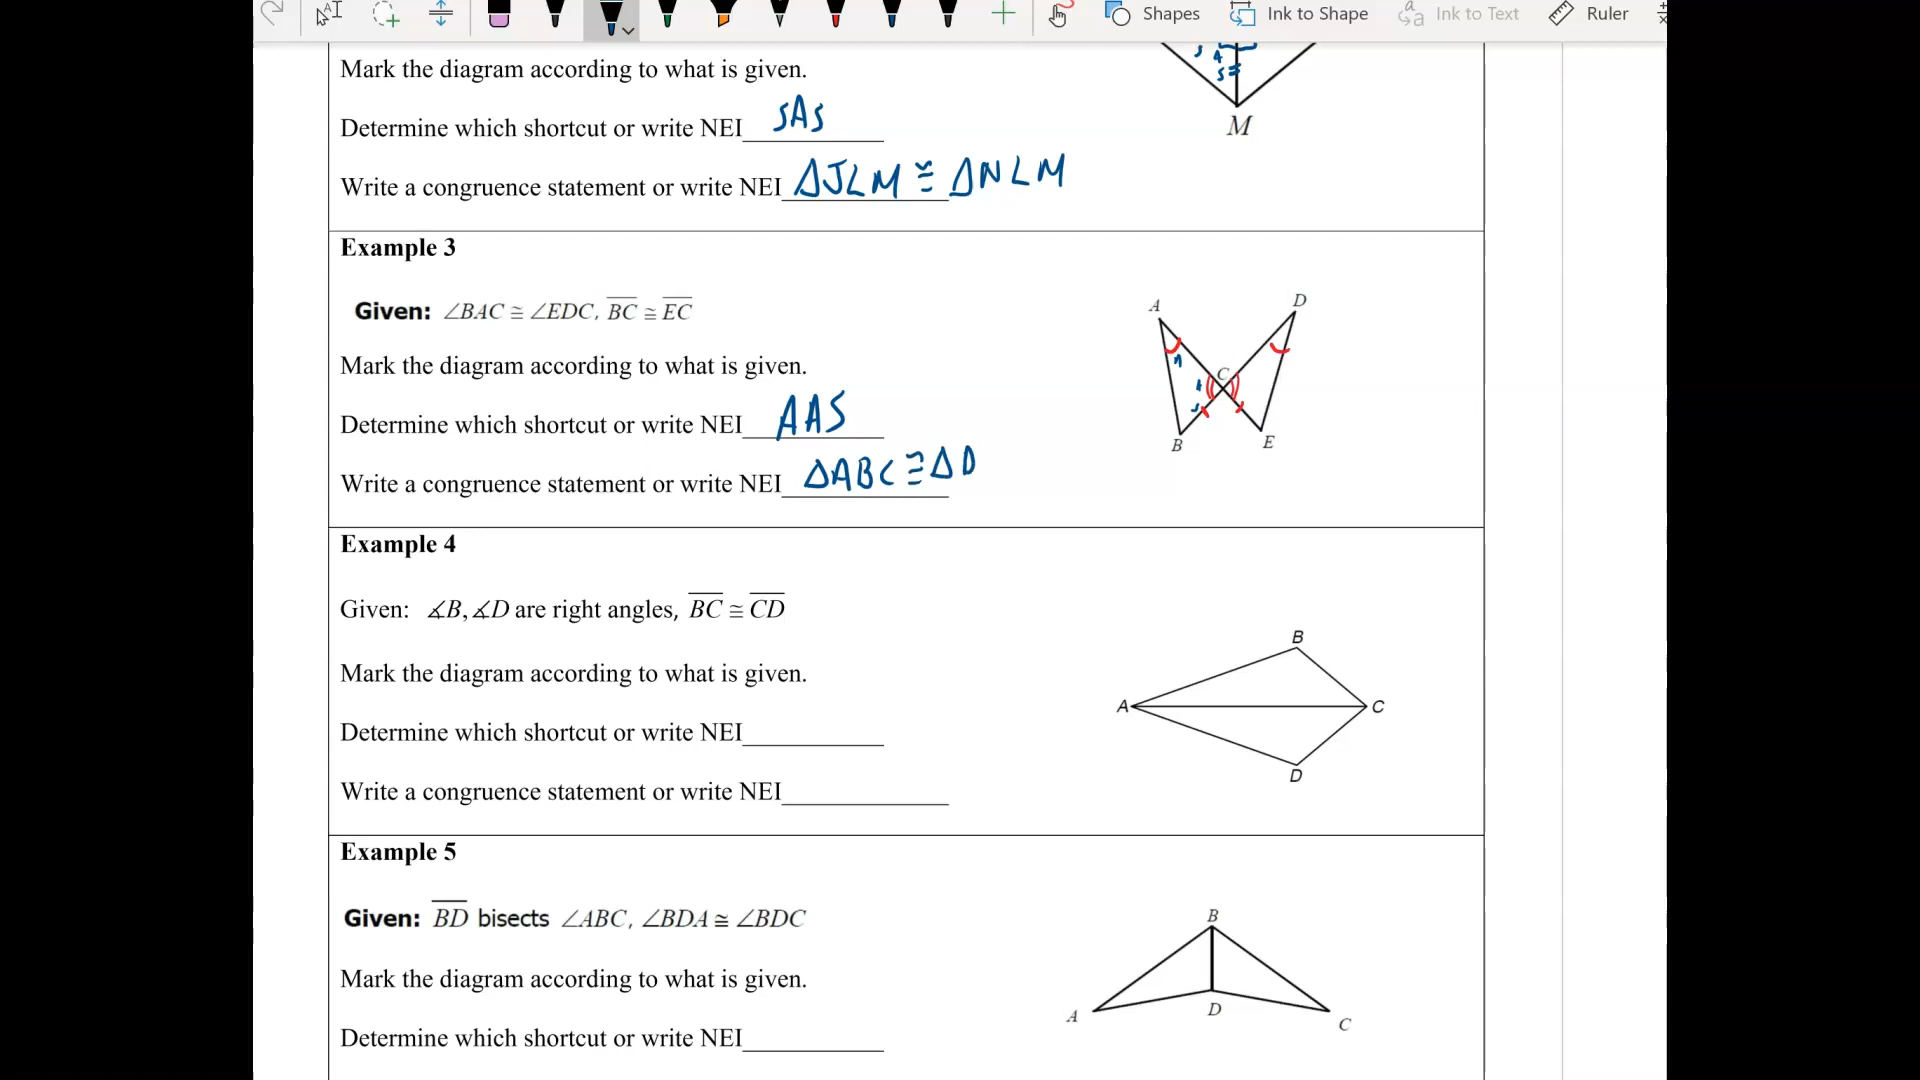 Shapes Ink to Shape Ink to Text Ruler
Mark the diagram according to what is given.
M
Determine which shortcut or write NEI SAS
Write a congruence statement or write NEI ΔJLM ≅ ΔNLM
Example 3
Given: ∠BAC ≅ ∠EDC, BC ≅ EC
A D
Mark the diagram according to what is given.
C
Determine which shortcut or write NEI AAS
B E
Write a congruence statement or write NEI ΔABC ≅ ΔD
Example 4
Given: ∡B, ∡D are right angles, BC ≅ CD
B
Mark the diagram according to what is given.
A C
Determine which shortcut or write NEI
D
Write a congruence statement or write NEI
Example 5
Given: BD bisects ∠ABC, ∠BDA ≅ ∠BDC
B
Mark the diagram according to what is given.
A D C
Determine which shortcut or write NEI